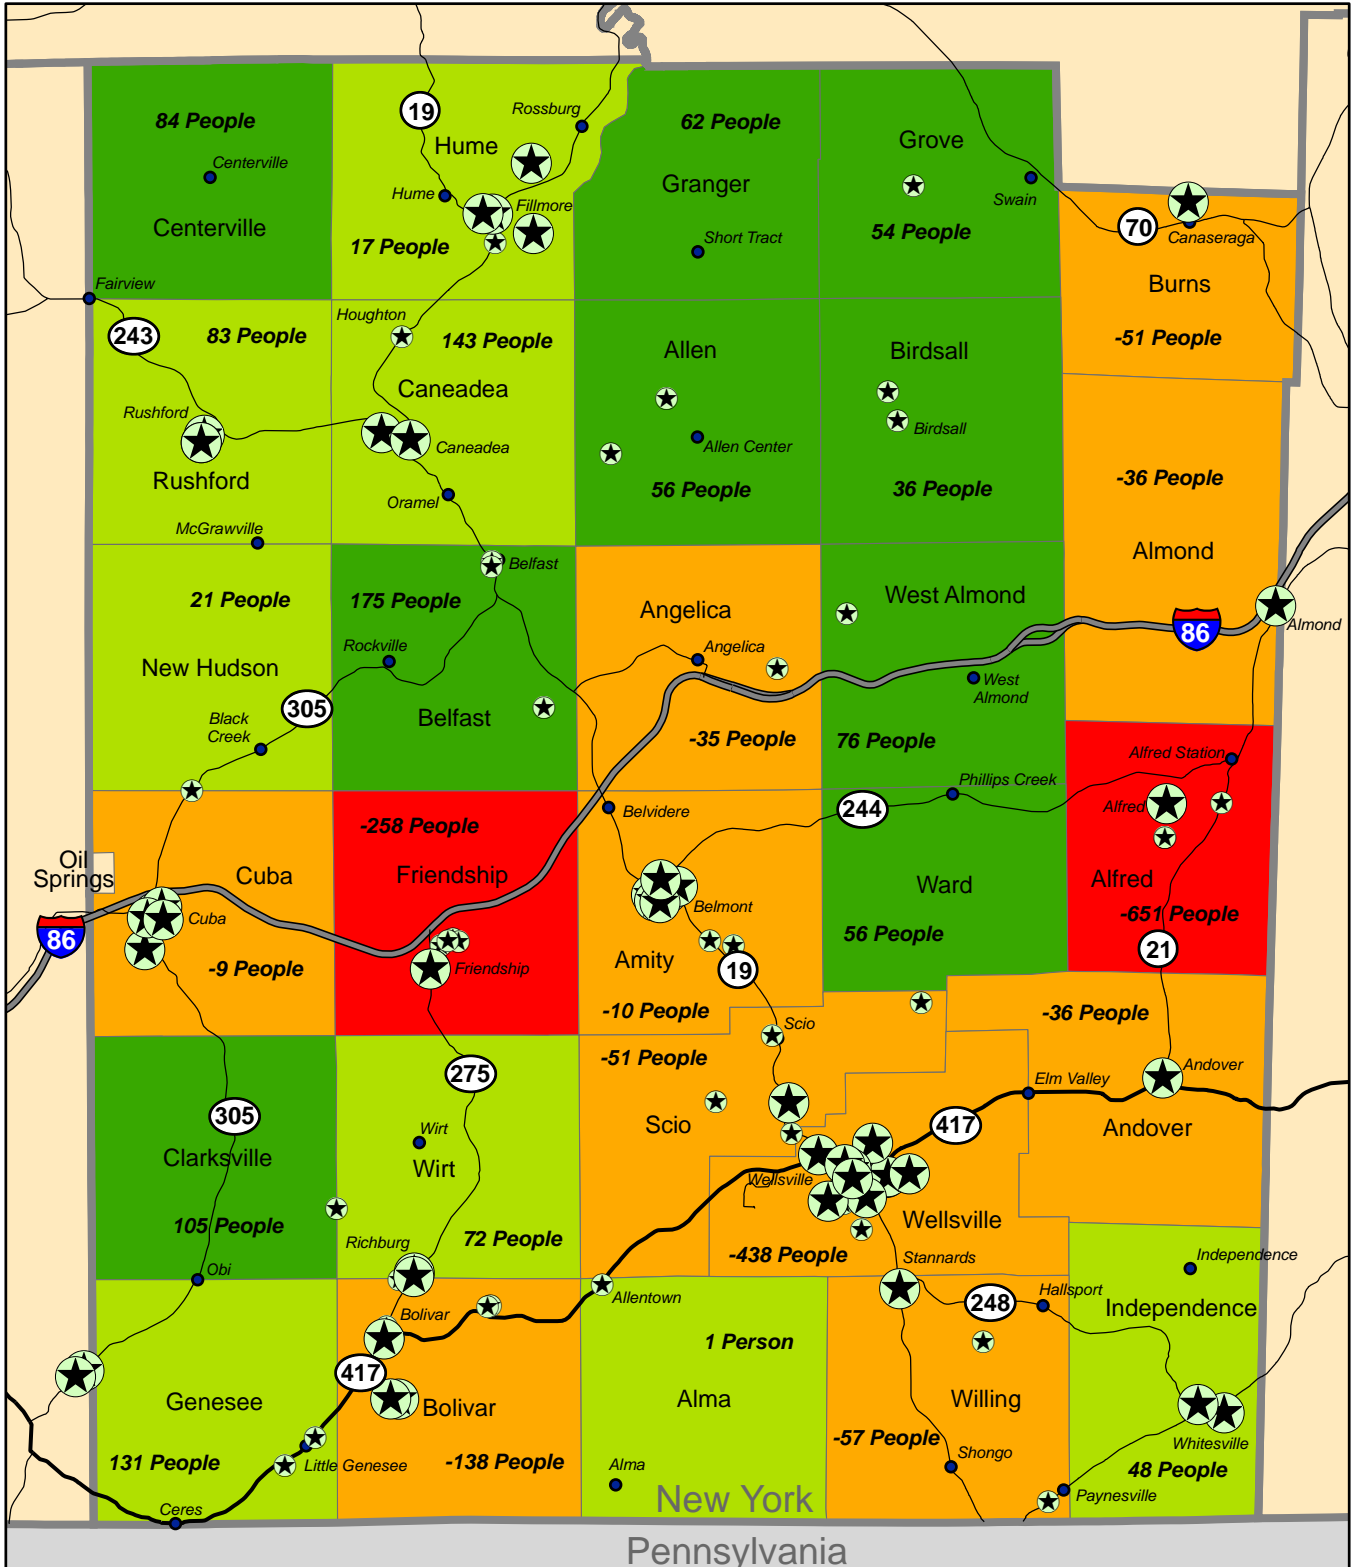 84 People
Centerville
Centerville
19
Rossburg
Hume
Hume
Fillmore
17 People
62 People
Granger
Short Tract
Grove
Swain
54 People
70
Canaseraga
Burns
-51 People
Fairview
243
83 People
Rushford
Rushford
McGrawville
Houghton
143 People
Caneadea
Caneadea
Oramel
Allen
Allen Center
56 People
Birdsall
Birdsall
36 People
-36 People
Almond
86
Almond
21 People
New Hudson
305
Black
Creek
175 People
Rockville
Belfast
Belfast
Angelica
Angelica
-35 People
West Almond
West
Almond
76 People
Alfred Station
Alfred
Alfred
-651 People
21
Oil
Springs
86
Cuba
Cuba
-9 People
-258 People
Friendship
Friendship
Belvidere
Belmont
Amity
19
-10 People
244
Phillips Creek
Ward
56 People
-36 People
Andover
Andover
Elm Valley
417
305
Clarksville
105 People
Obi
275
Wirt
Wirt
Richburg
72 People
-51 People
Scio
Scio
Wellsville
Wellsville
-438 People
Stannards
Independence
Independence
Whitesville
48 People
Genesee
131 People
Little Genesee
Ceres
Bolivar
417
Bolivar
-138 People
Allentown
1 Person
Alma
Alma
248
Hallsport
Willing
-57 People
Shongo
Paynesville
New York
Pennsylvania